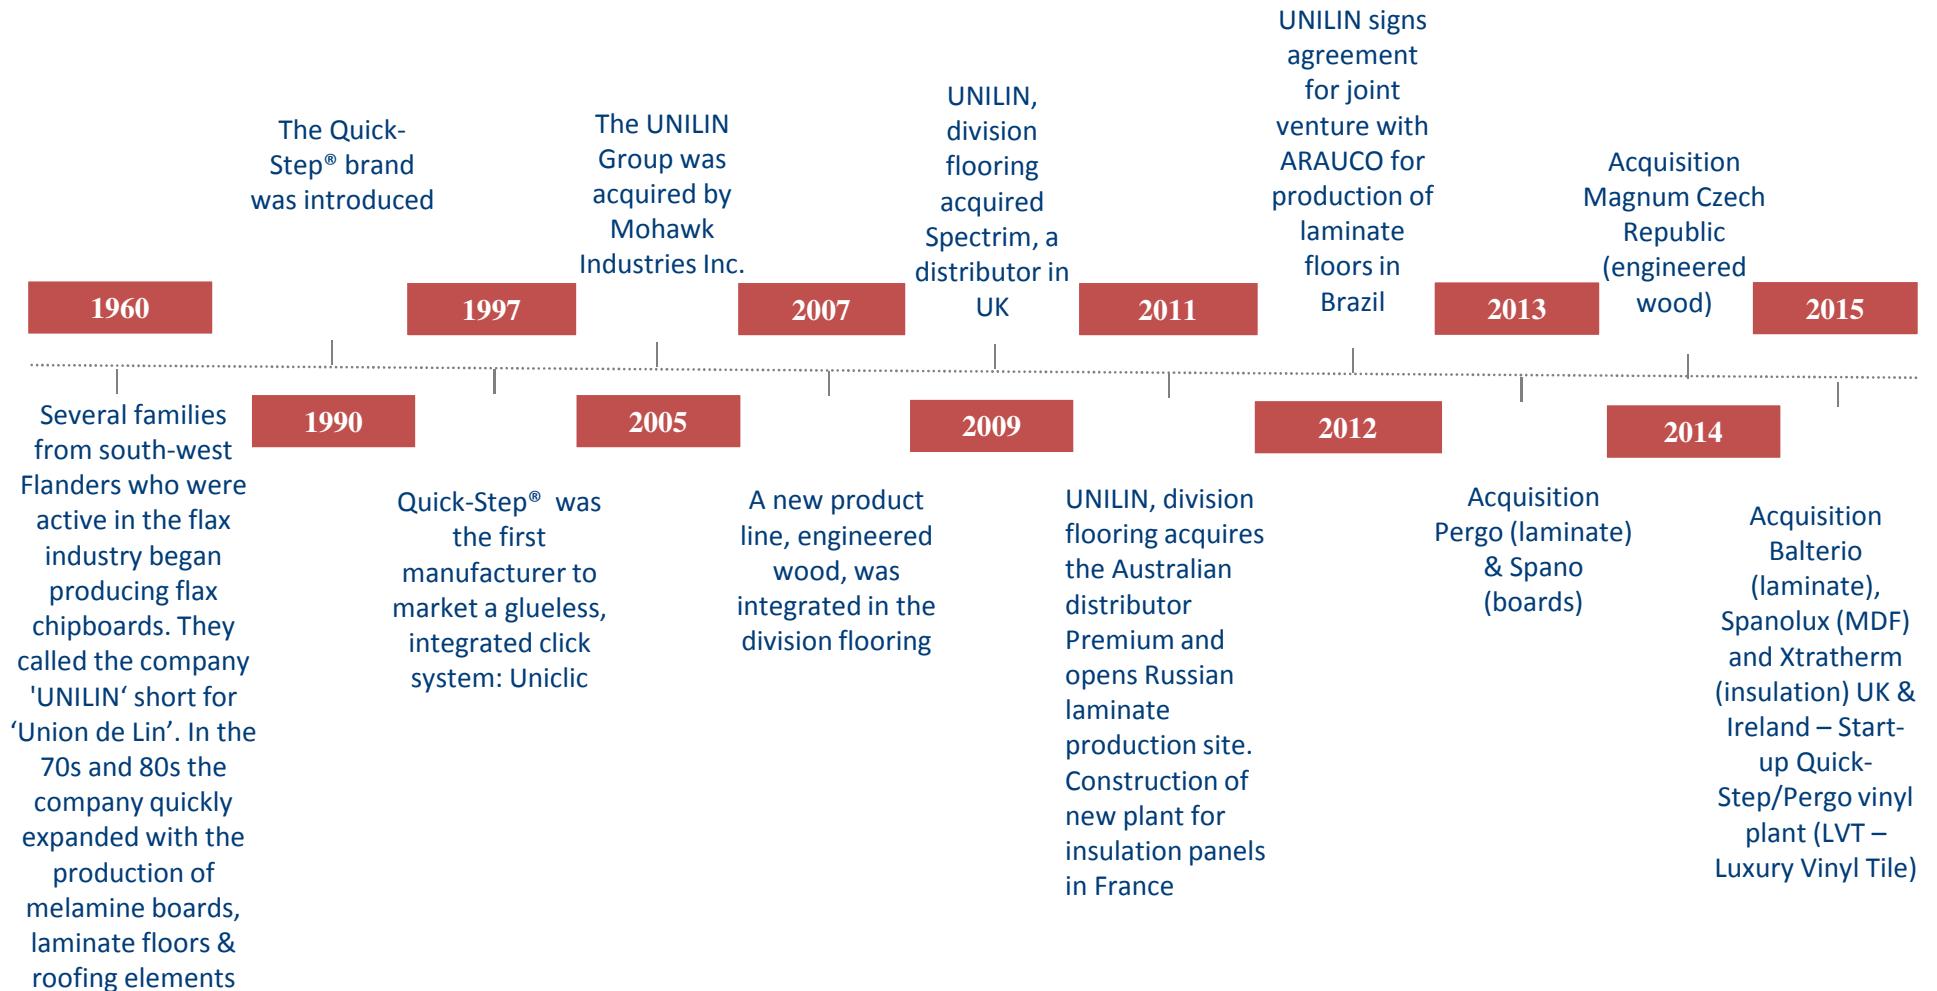 1960
Several families
from south-west
Flanders who were
active in the flax
industry began
producing flax
chipboards. They
called the company
'UNILIN‘ short for
‘Union de Lin’. In the
70s and 80s the
company quickly
expanded with the
production of
melamine boards,
laminate floors &
roofing elements
The Quick-
Step® brand
was introduced
1990
1997
Quick-Step® was
the first
manufacturer to
market a glueless,
integrated click
system: Uniclic
The UNILIN
Group was
acquired by
Mohawk
Industries Inc.
2005
2007
A new product
line, engineered
wood, was
integrated in the
division flooring
UNILIN,
division
flooring
acquired
Spectrim, a
distributor in
UK
2009
2011
UNILIN, division
flooring acquires
the Australian
distributor
Premium and
opens Russian
laminate
production site.
Construction of
new plant for
insulation panels
in France
UNILIN signs
agreement
for joint
venture with
ARAUCO for
production of
laminate
floors in
Brazil
2012
2013
Acquisition
Pergo (laminate)
& Spano
(boards)
Acquisition
Magnum Czech
Republic
(engineered
wood)
2014
2015
Acquisition
Balterio
(laminate),
Spanolux (MDF)
and Xtratherm
(insulation) UK &
Ireland – Start-
up Quick-
Step/Pergo vinyl
plant (LVT –
Luxury Vinyl Tile)